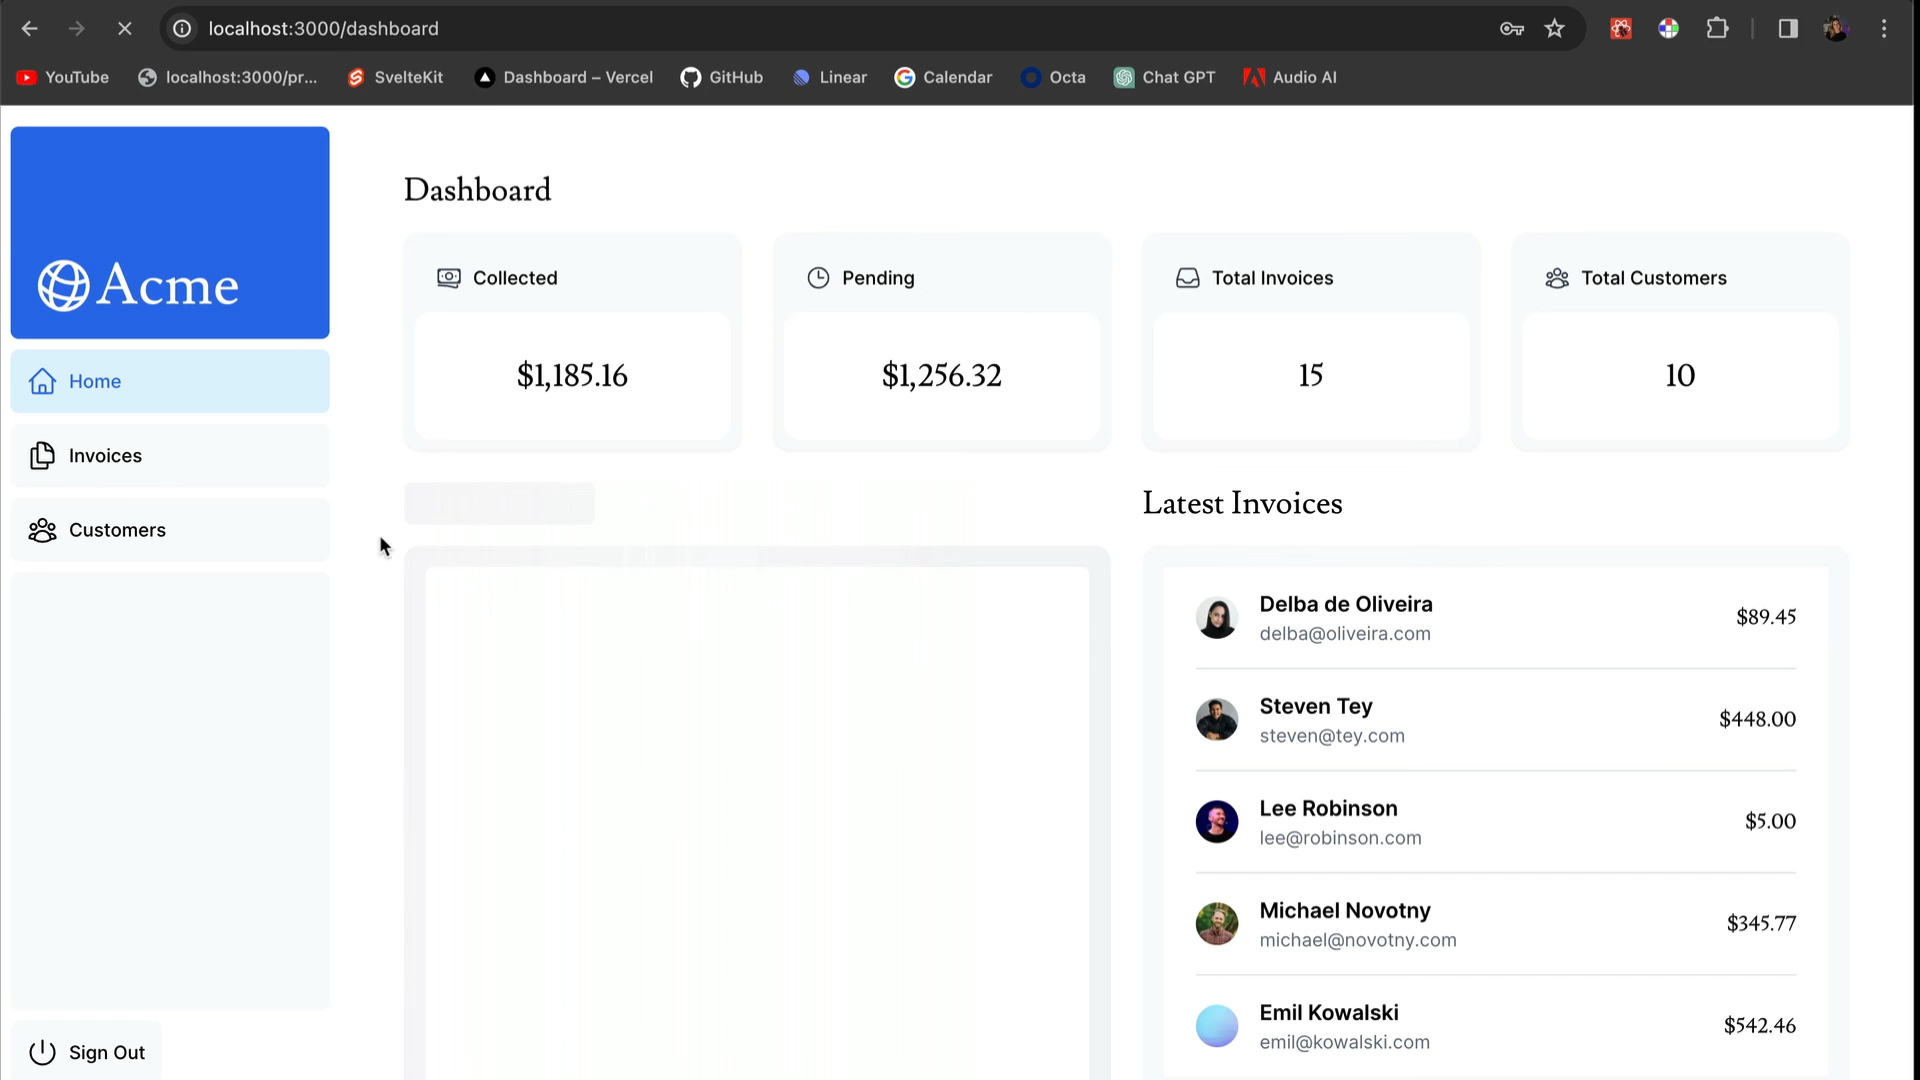 localhost:3000/dashboard
YouTube localhost:3000/pr... SvelteKit Dashboard – Vercel GitHub Linear Calendar Octa Chat GPT Audio AI
Acme
Home
Invoices
Customers
Sign Out
Dashboard
Collected
$1,185.16
Pending
$1,256.32
Total Invoices
15
Total Customers
10
Latest Invoices
Delba de Oliveira
delba@oliveira.com
$89.45
Steven Tey
steven@tey.com
$448.00
Lee Robinson
lee@robinson.com
$5.00
Michael Novotny
michael@novotny.com
$345.77
Emil Kowalski
emil@kowalski.com
$542.46